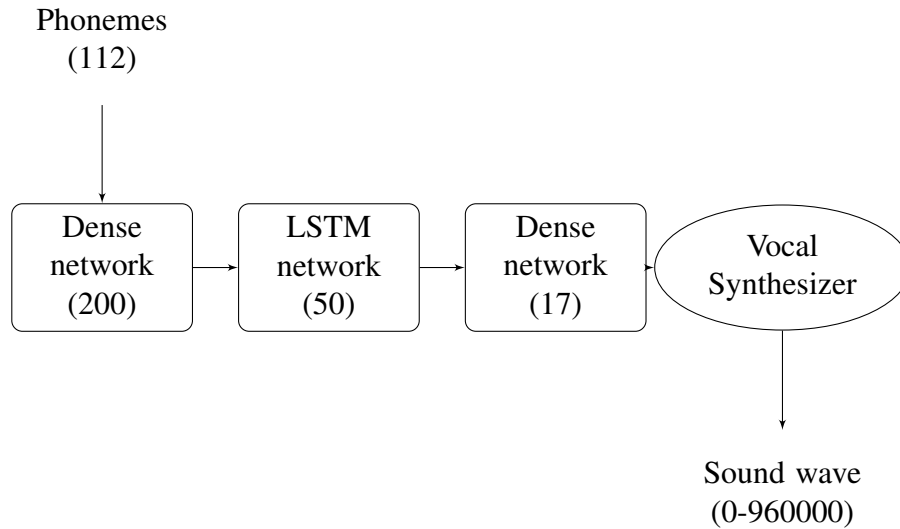 Phonemes
(112)
Dense
network
(200)
LSTM
network
(50)
Dense
network
(17)
Vocal
Synthesizer
Sound wave
(0-960000)